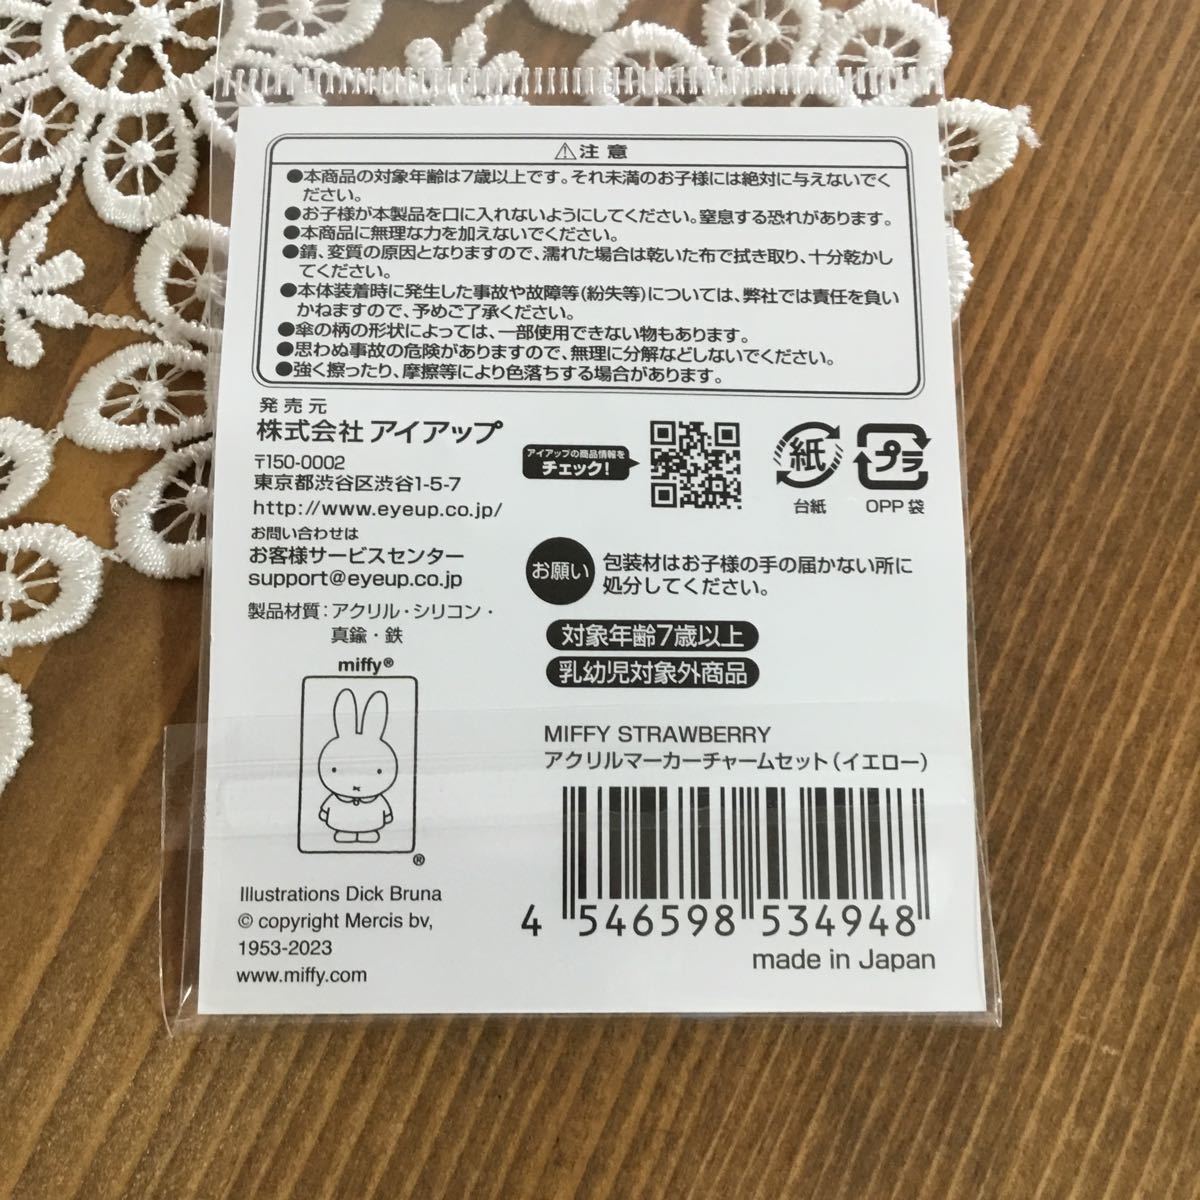 ⚠注意
●本商品の対象年齢は7歳以上です。それ未満のお子様には絶対に与えないでく
ださい。
●お子様が本製品を口に入れないようにしてください。窒息する恐れがあります。
●本商品に無理な力を加えないでください。
●錆、変質の原因となりますので、濡れた場合は乾いた布で拭き取り、十分乾かし
てください。
●本体装着時に発生した事故や故障等(紛失等)については、弊社では責任を負い
かねますので、予めご了承ください。
●傘の柄の形状によっては、一部使用できない物もあります。
●思わぬ事故の危険がありますので、無理に分解などしないでください。
●強く擦ったり、摩擦等により色落ちする場合があります。
発売元
株式会社 アイアップ
〒150-0002
東京都渋谷区渋谷1-5-7
http://www.eyeup.co.jp/
お問い合わせは
お客様サービスセンター
support@eyeup.co.jp
製品材質：アクリル・シリコン・
真鍮・鉄
アイアップの商品情報を
チェック！
紙
台紙
プラ
OPP袋
お願い
包装材はお子様の手の届かない所に
処分してください。
対象年齢7歳以上
乳幼児対象外商品
miffy®
®
Illustrations Dick Bruna
© copyright Mercis bv,
1953-2023
www.miffy.com
MIFFY STRAWBERRY
アクリルマーカーチャームセット（イエロー）
4 546598 534948
made in Japan